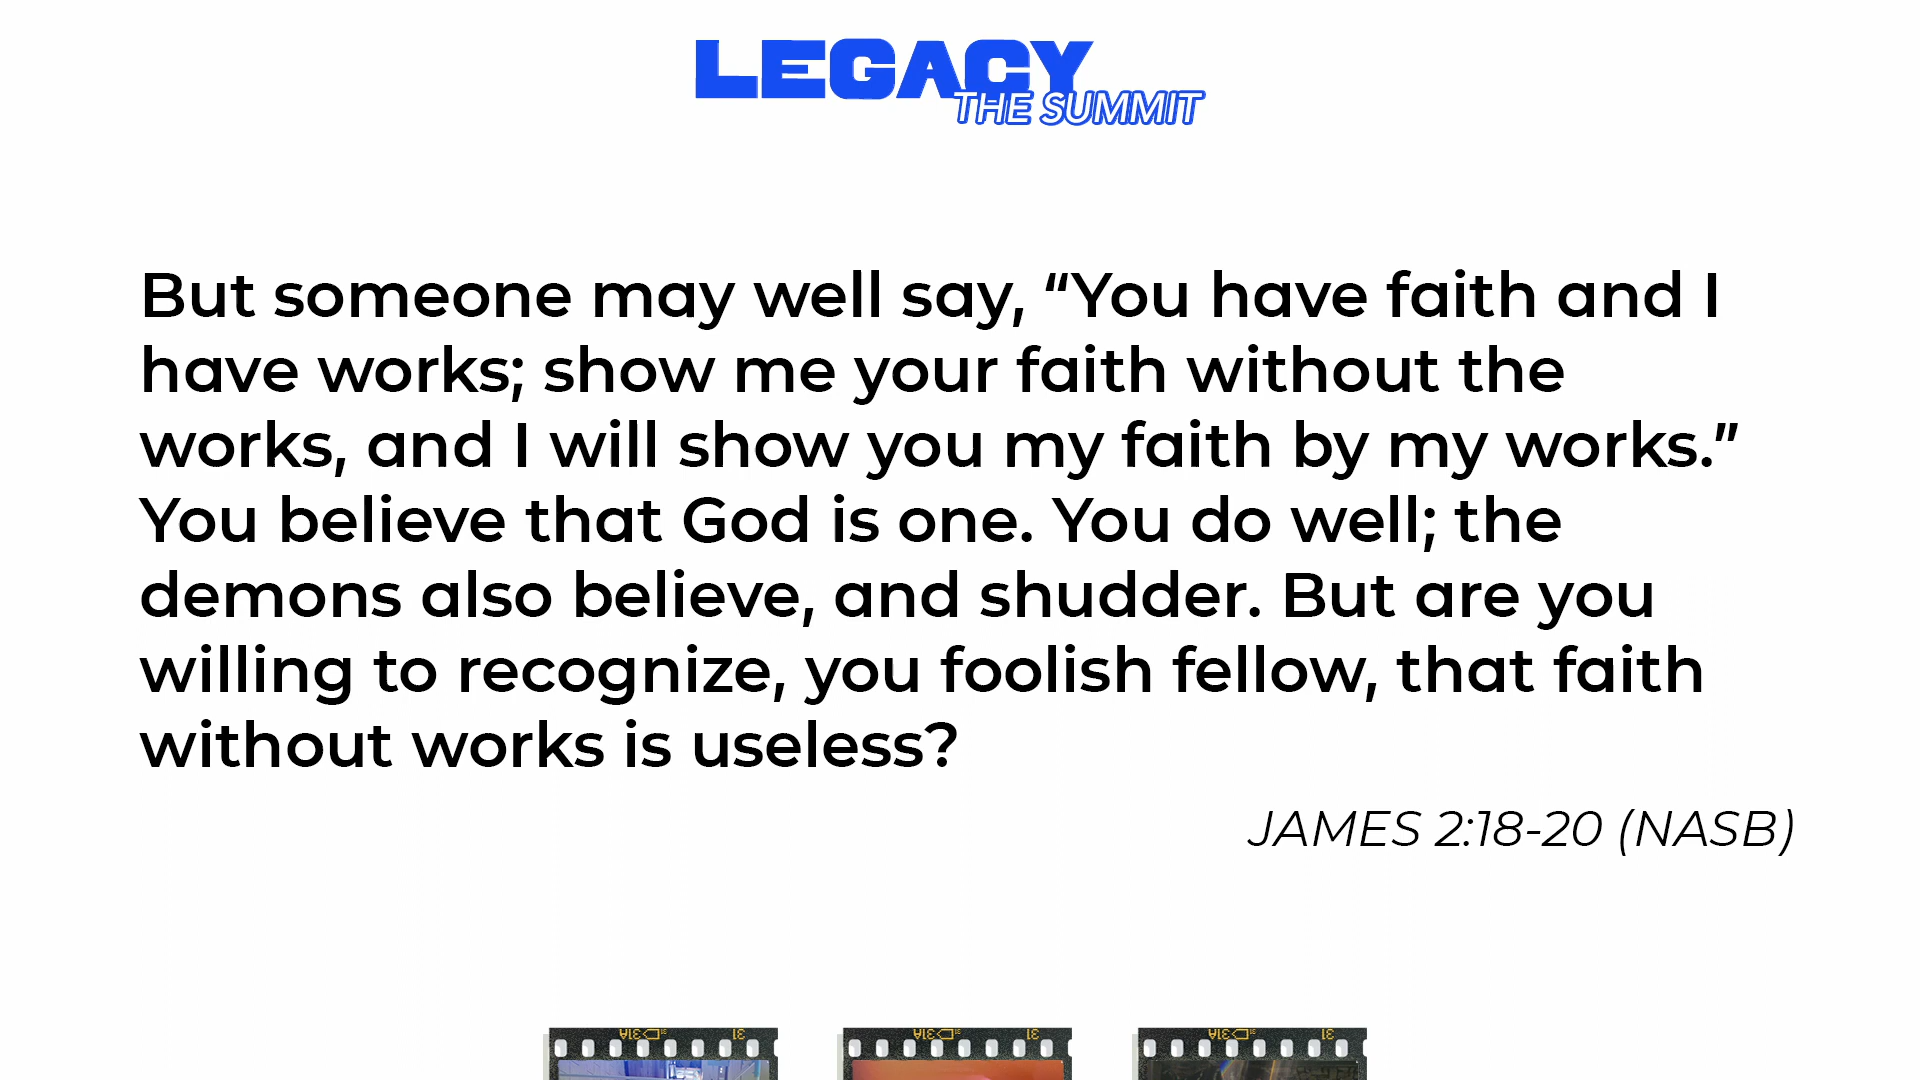 LEGACY
THE SUMMIT
But someone may well say, “You have faith and I
have works; show me your faith without the
works, and I will show you my faith by my works.”
You believe that God is one. You do well; the
demons also believe, and shudder. But are you
willing to recognize, you foolish fellow, that faith
without works is useless?
JAMES 2:18-20 (NASB)